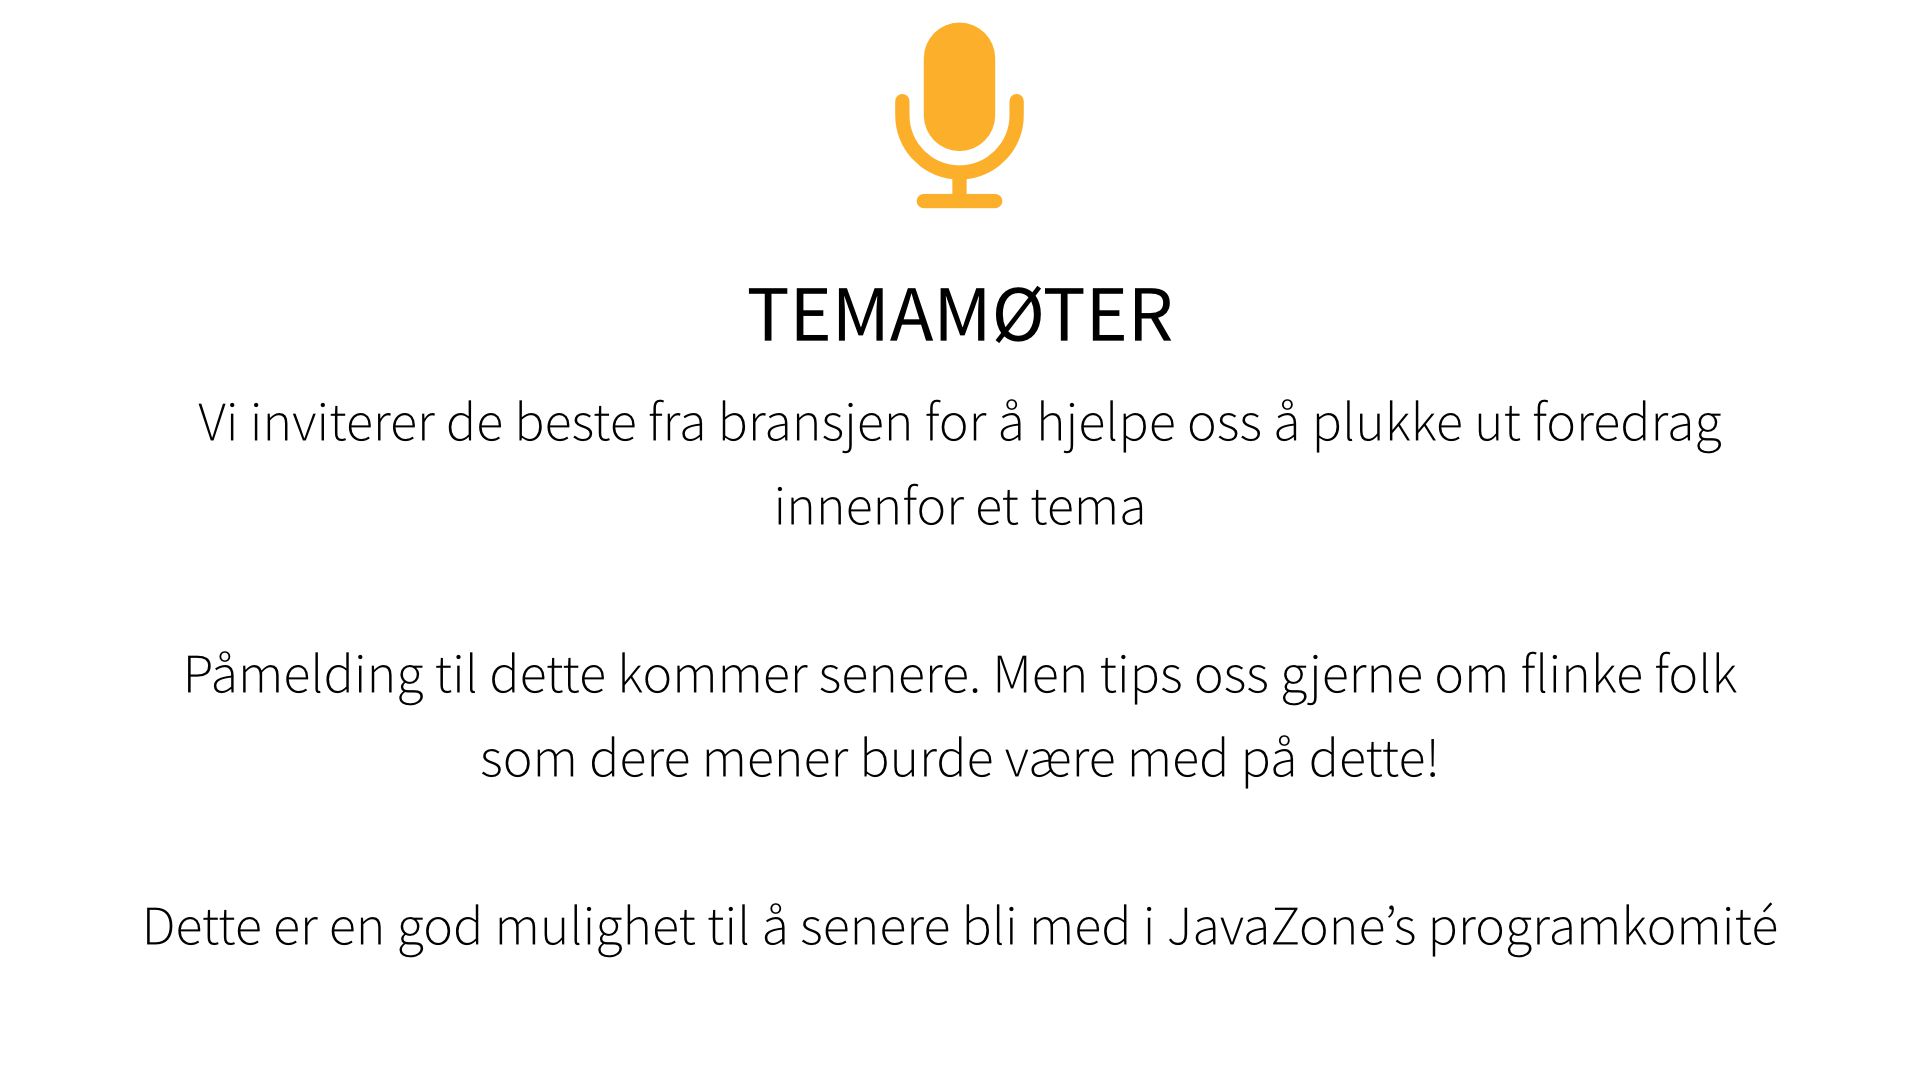 TEMAMØTER
Vi inviterer de beste fra bransjen for å hjelpe oss å plukke ut foredrag
innenfor et tema
Påmelding til dette kommer senere. Men tips oss gjerne om flinke folk
som dere mener burde være med på dette!
Dette er en god mulighet til å senere bli med i JavaZone’s programkomité